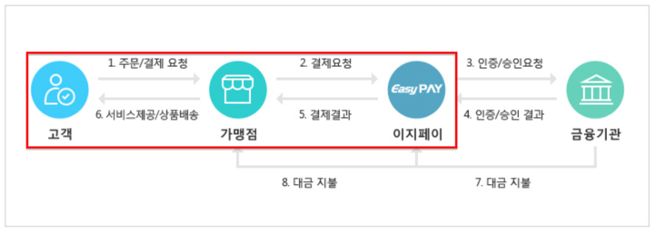 1. 주문/결제 요청
2. 결제요청
3. 인증/승인요청
Easy PAY
6. 서비스제공/상품배송
5. 결제결과
4. 인증/승인 결과
고객
가맹점
이지페이
금융기관
8. 대금 지불
7. 대금 지불